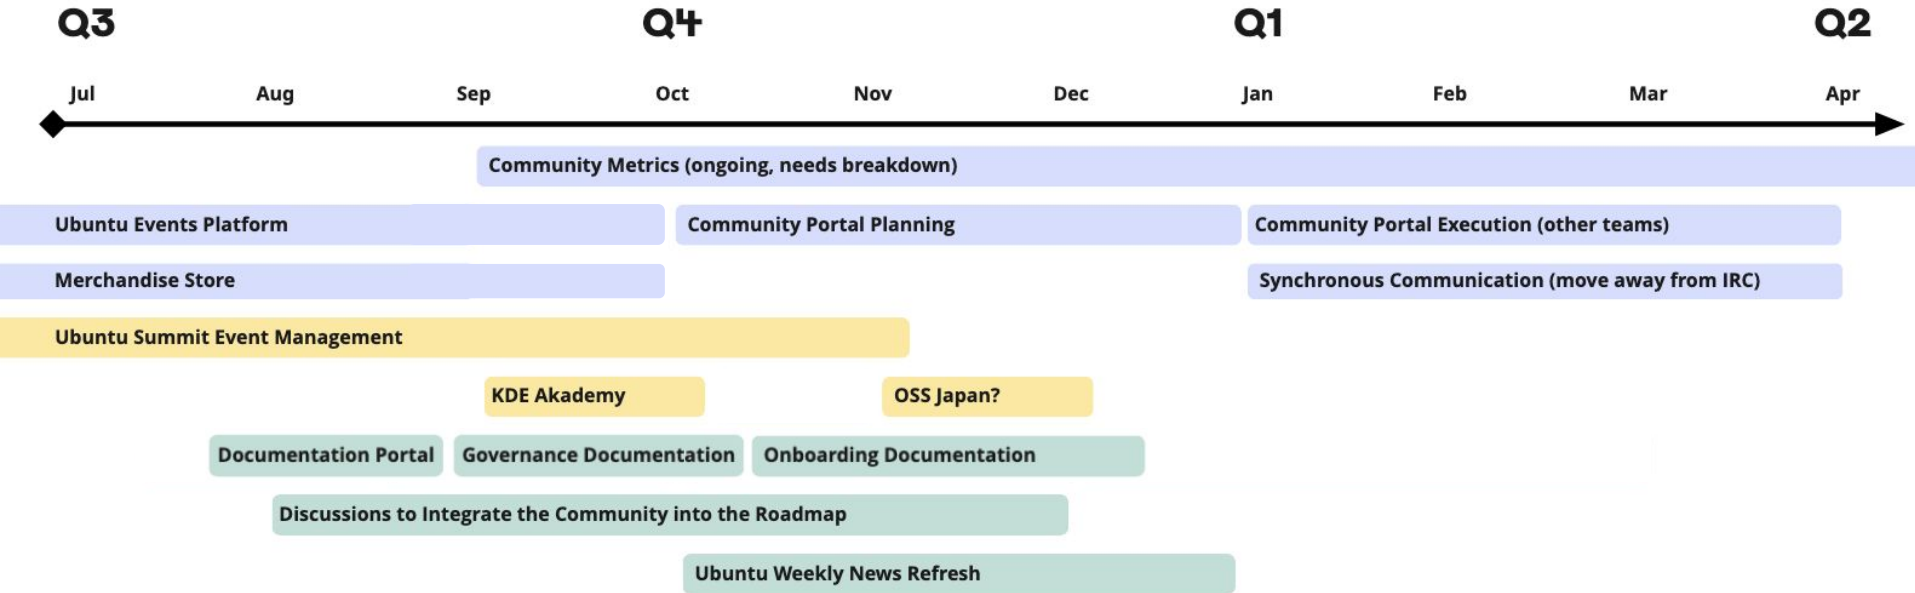 Q3 Q4 Q1 Q2
Jul Aug Sep Oct Nov Dec Jan Feb Mar Apr
Community Metrics (ongoing, needs breakdown)
Ubuntu Events Platform Community Portal Planning Community Portal Execution (other teams)
Merchandise Store Synchronous Communication (move away from IRC)
Ubuntu Summit Event Management
KDE Akademy OSS Japan?
Documentation Portal Governance Documentation Onboarding Documentation
Discussions to Integrate the Community into the Roadmap
Ubuntu Weekly News Refresh